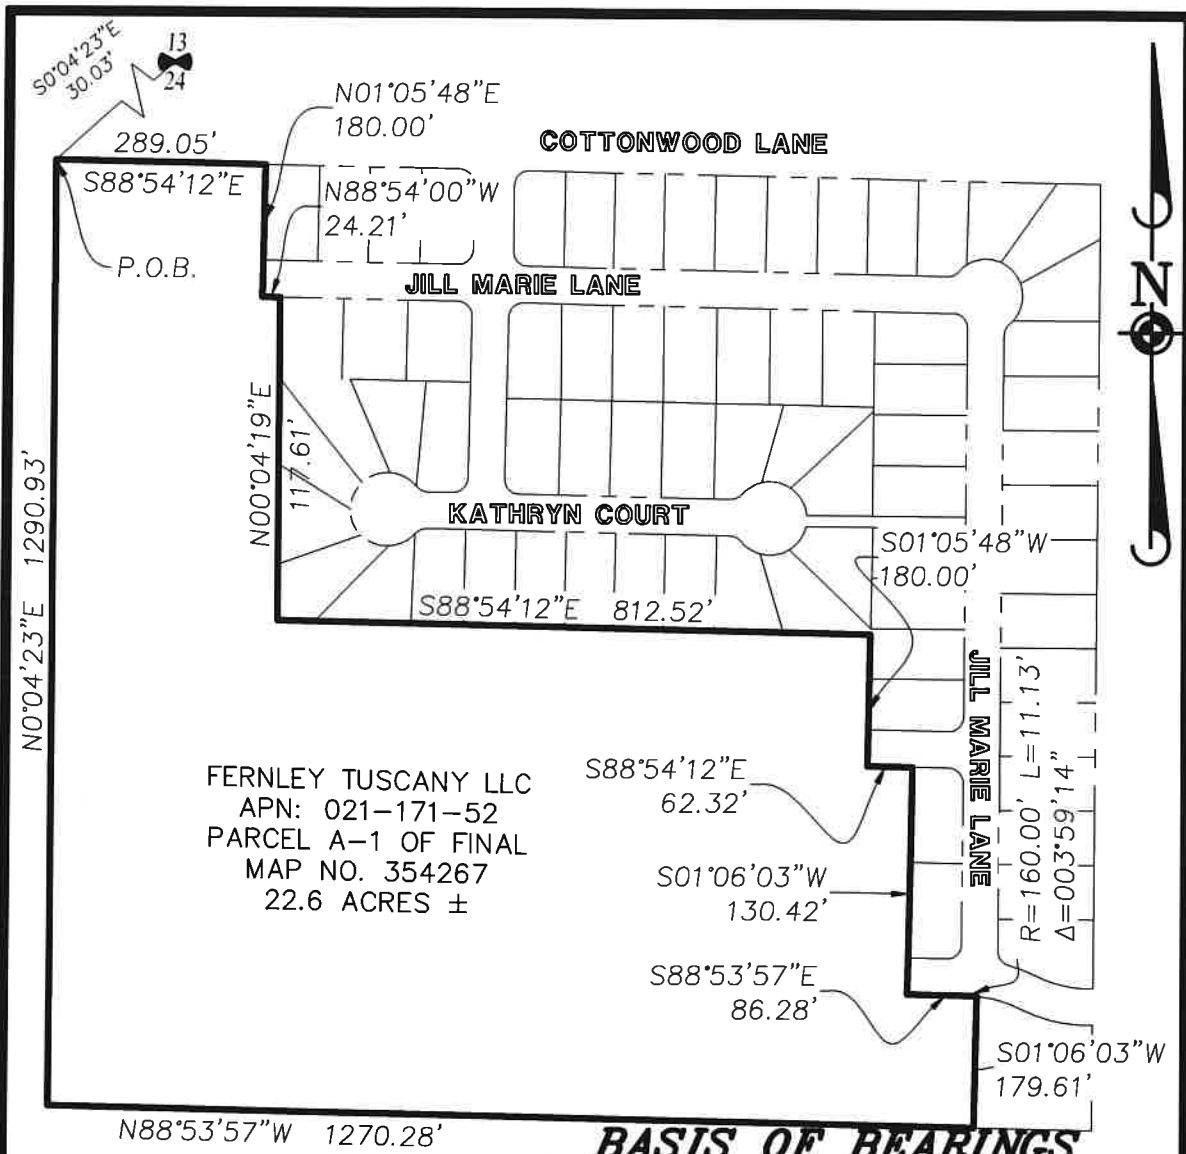 S0°04'23"E
30.03'
13
24
N01°05'48"E
180.00'
289.05'
S88°54'12"E
COTTONWOOD LANE
N88°54'00"W
24.21'
P.O.B.
JILL MARIE LANE
N
N00°04'19"E
117.61'
N0°04'23"E 1290.93'
KATHRYN COURT
S01°05'48"W
180.00'
S88°54'12"E 812.52'
JILL MARIE LANE
R=160.00' L=11.13'
Δ=003°59'14"
FERNLEY TUSCANY LLC
APN: 021-171-52
PARCEL A-1 OF FINAL
MAP NO. 354267
22.6 ACRES ±
S88°54'12"E
62.32'
S01°06'03"W
130.42'
S88°53'57"E
86.28'
S01°06'03"W
179.61'
N88°53'57"W 1270.28'
BASIS OF BEARINGS